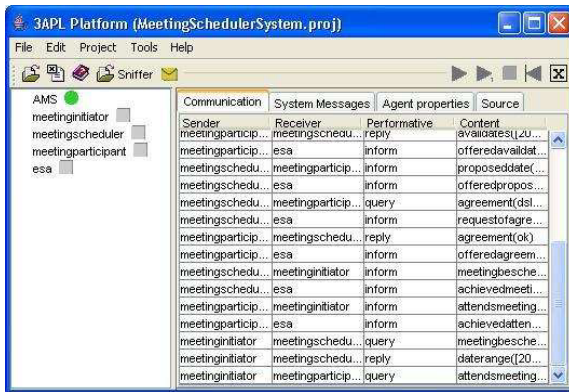 3APL Platform (MeetingSchedulerSystem.proj)
File Edit Project Tools Help
Sniffer
AMS
meetinginitiator
meetingscheduler
meetingparticipant
esa
Communication System Messages Agent properties Source
Sender Receiver Performative Content
meetingparticip... meetingschedu... reply availdates([20...
meetingparticip... esa inform offeredavaildat...
meetingschedu... meetingparticip... inform proposeddate(...
meetingschedu... esa inform offeredpropos...
meetingschedu... meetingparticip... query agreement(dsl...
meetingschedu... esa inform requestofagre...
meetingparticip... meetingschedu... reply agreement(ok)
meetingparticip... esa inform offeredagreem...
meetingschedu... meetinginitiator inform meetingbesche...
meetingschedu... esa inform achievedmeeti...
meetingparticip... meetinginitiator inform attendsmeeting...
meetingparticip... esa inform achievedatten...
meetinginitiator meetingschedu... query meetingbesche...
meetinginitiator meetingschedu... reply daterange([20...
meetinginitiator meetingparticip... query attendsmeeting...